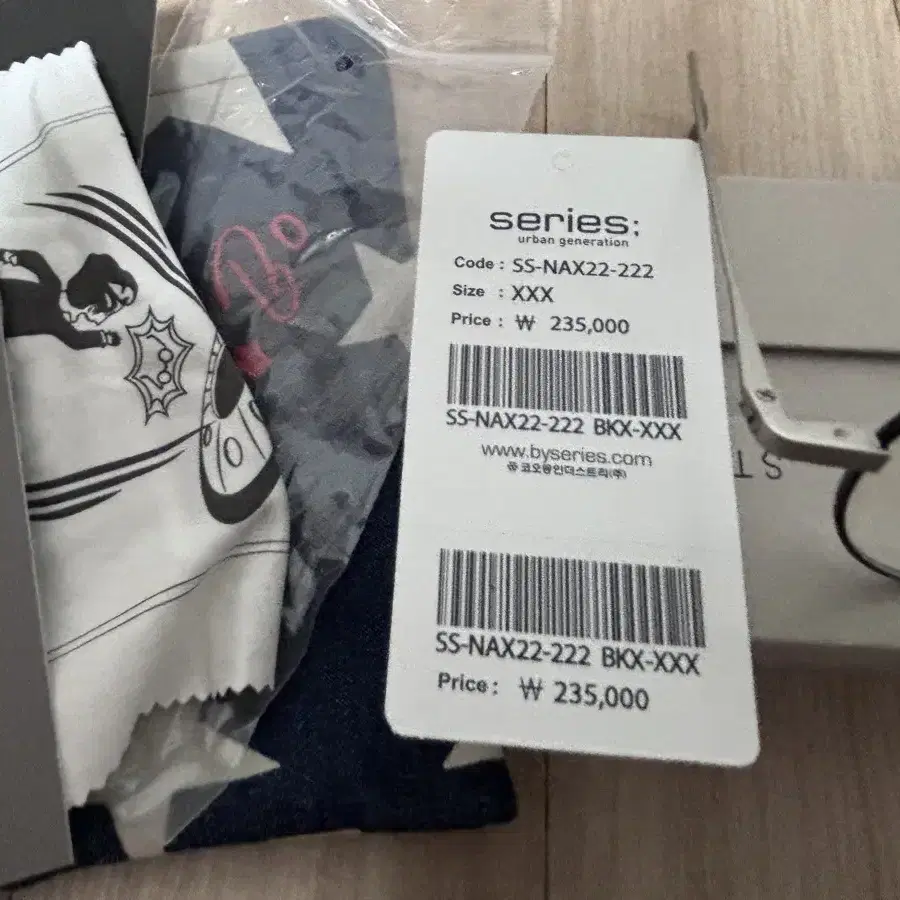 series;
urban generation
Code : SS-NAX22-222
Size : XXX
Price : ₩ 235,000
SS-NAX22-222 BKX-XXX
www.byseries.com
㈜코오롱인더스트리(주)
SS-NAX22-222 BKX-XXX
Price : ₩ 235,000